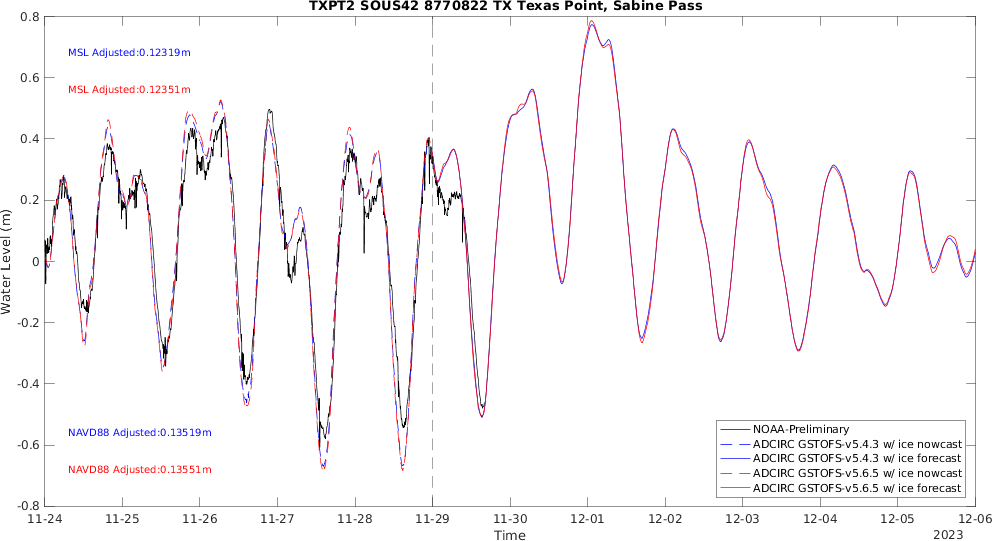 TXPT2 SOUS42 8770822 TX Texas Point, Sabine Pass
MSL Adjusted:0.12319m
MSL Adjusted:0.12351m
NAVD88 Adjusted:0.13519m
NAVD88 Adjusted:0.13551m
Water Level (m)
0.8
0.6
0.4
0.2
0
-0.2
-0.4
-0.6
-0.8
NOAA-Preliminary
ADCIRC GSTOFS-v5.4.3 w/ ice nowcast
ADCIRC GSTOFS-v5.4.3 w/ ice forecast
ADCIRC GSTOFS-v5.6.5 w/ ice nowcast
ADCIRC GSTOFS-v5.6.5 w/ ice forecast
11-24 11-25 11-26 11-27 11-28 11-29 11-30 12-01 12-02 12-03 12-04 12-05 12-06
Time
2023